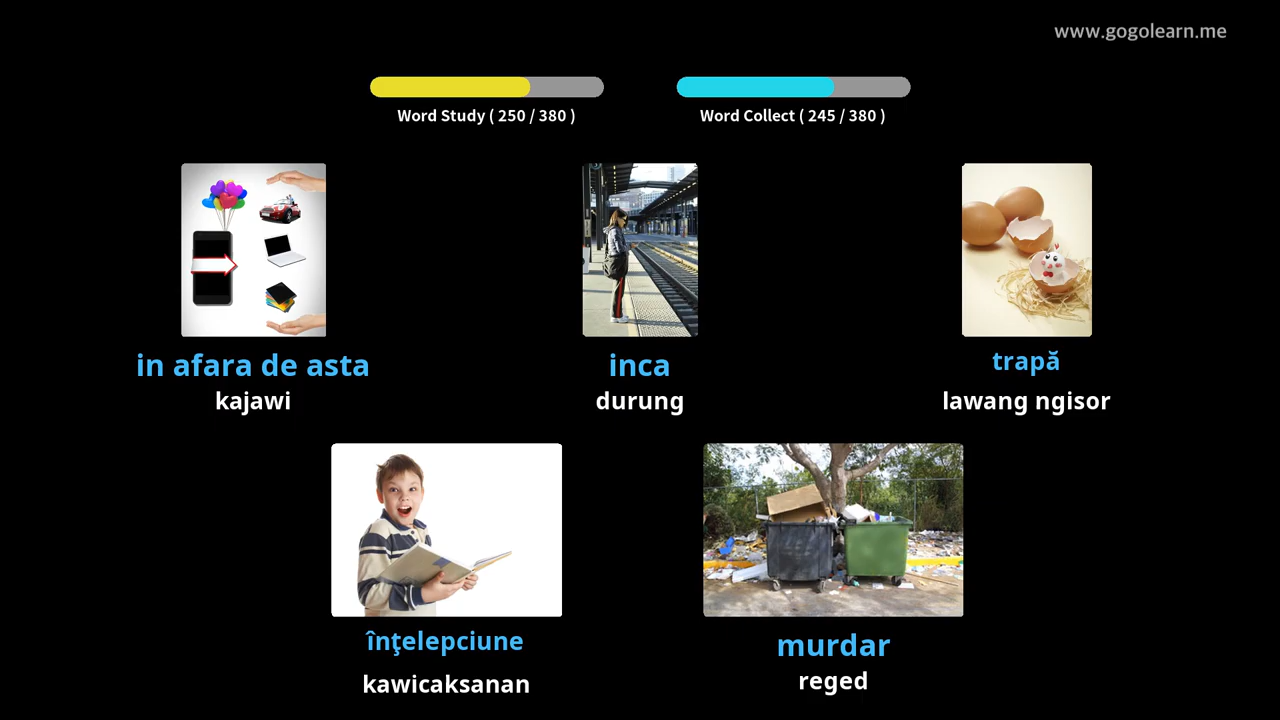 www.gogolearn.me
Word Study ( 250 / 380 )
Word Collect ( 245 / 380 )
in afara de asta
kajawi
inca
durung
trapă
lawang ngisor
înţelepciune
kawicaksanan
murdar
reged